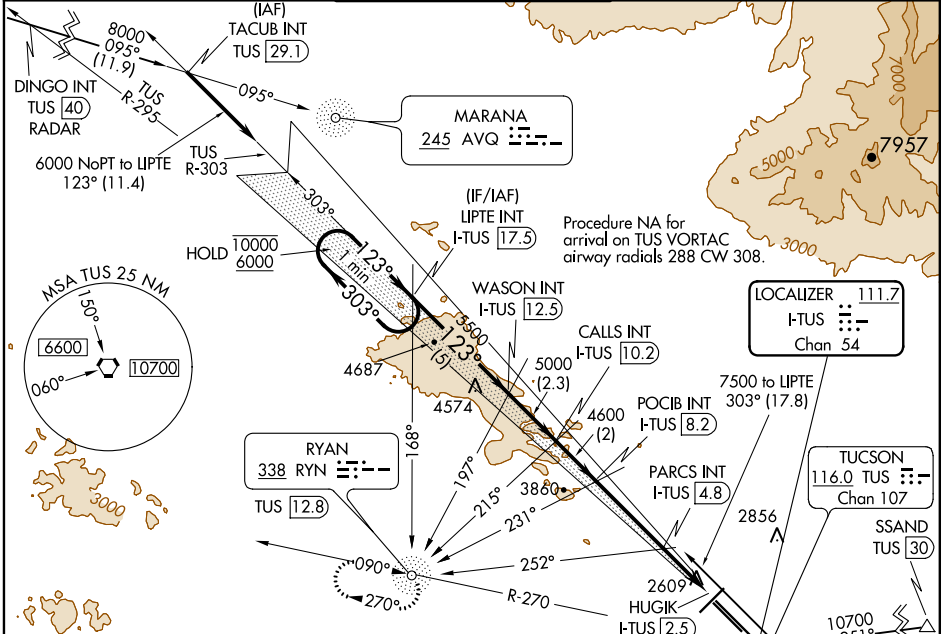 (IAF)
TACUB INT
TUS 29.1
8000
095°
(11.9)
DINGO INT
TUS 40
RADAR
TUS
R-295
095°
MARANA
245 AVQ
7000
7957
5000
3000
6000 NoPT to LIPTE
123° (11.4)
TUS
R-303
303°
(IF/IAF)
LIPTE INT
I-TUS 17.5
Procedure NA for
arrival on TUS VORTAC
airway radials 288 CW 308.
HOLD 10000
6000
123°
1 min
303°
MSA TUS 25 NM
150°
6600
10700
060°
WASON INT
I-TUS 12.5
LOCALIZER 111.7
I-TUS
Chan 54
5500
123°
(5)
4687
4574
CALLS INT
I-TUS 10.2
5000
(2.3)
7500 to LIPTE
303° (17.8)
4600
(2)
POCIB INT
I-TUS 8.2
RYAN
338 RYN
TUS 12.8
189°
197°
215°
231°
252°
3860
PARCS INT
I-TUS 4.8
TUCSON
116.0 TUS
Chan 107
2856
SSAND
TUS 30
3000
090°
270°
R-270
2609
HUGIK
I-TUS 2.5
10700